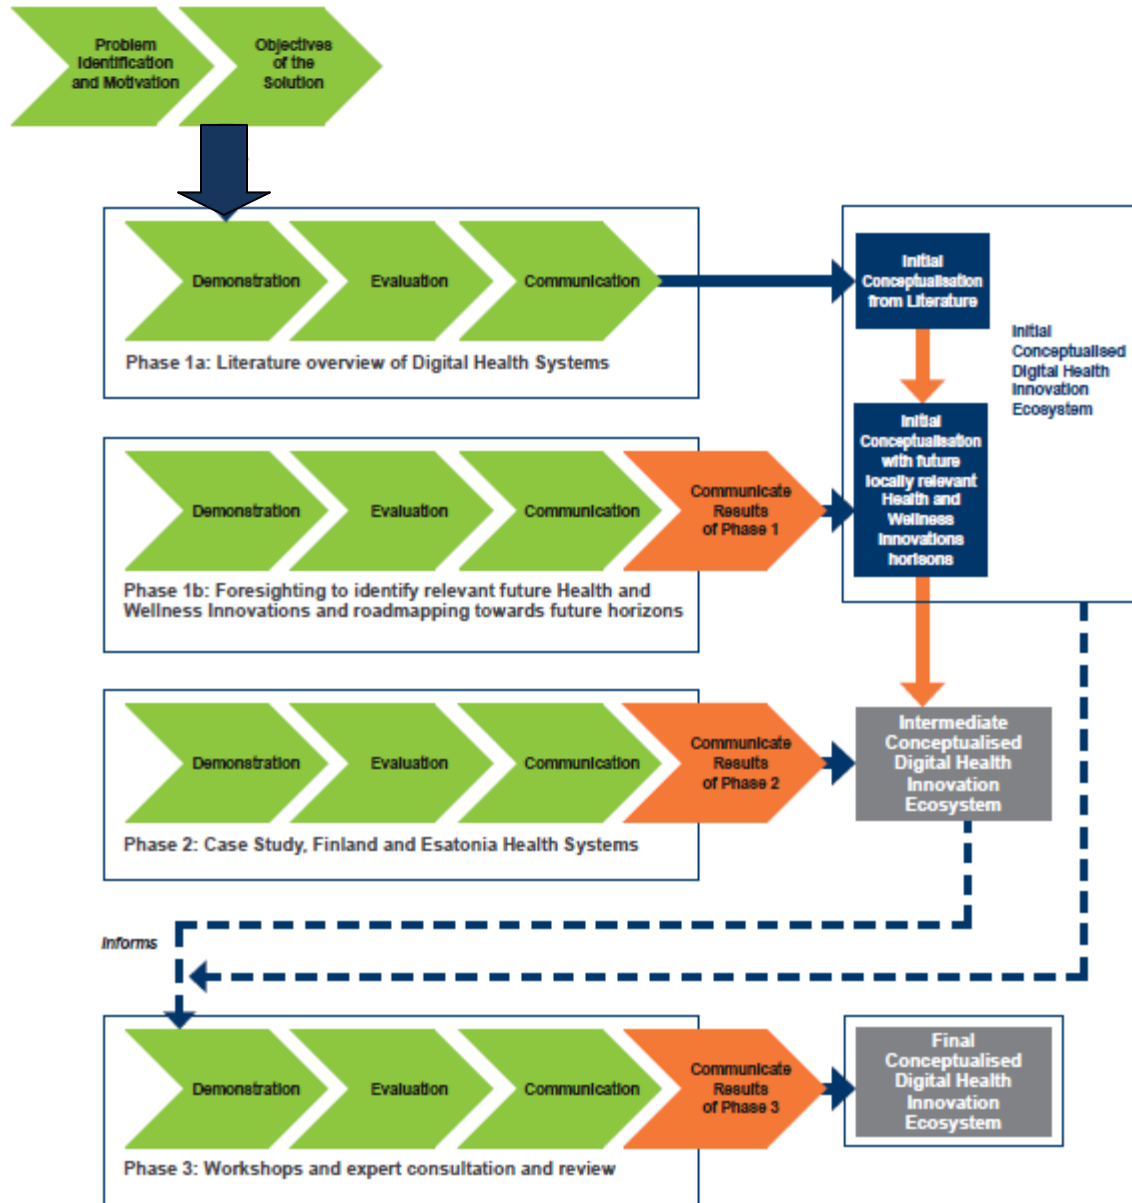 Problem
Identification
and Motivation
Objectives
of the
Solution
Demonstration
Evaluation
Communication
Phase 1a: Literature overview of Digital Health Systems
Initial
Conceptualisation
from Literature
Initial
Conceptualised
Digital Health
Innovation
Ecosystem
Initial
Conceptualisation
with future
locally relevant
Health and
Wellness
Innovations
horisons
Demonstration
Evaluation
Communication
Communicate
Results
of Phase 1
Phase 1b: Foresighting to identify relevant future Health and
Wellness Innovations and roadmapping towards future horizons
Demonstration
Evaluation
Communication
Communicate
Results
of Phase 2
Intermediate
Conceptualised
Digital Health
Innovation
Ecosystem
Phase 2: Case Study, Finland and Esatonia Health Systems
Informs
Demonstration
Evaluation
Communication
Communicate
Results
of Phase 3
Final
Conceptualised
Digital Health
Innovation
Ecosystem
Phase 3: Workshops and expert consultation and review